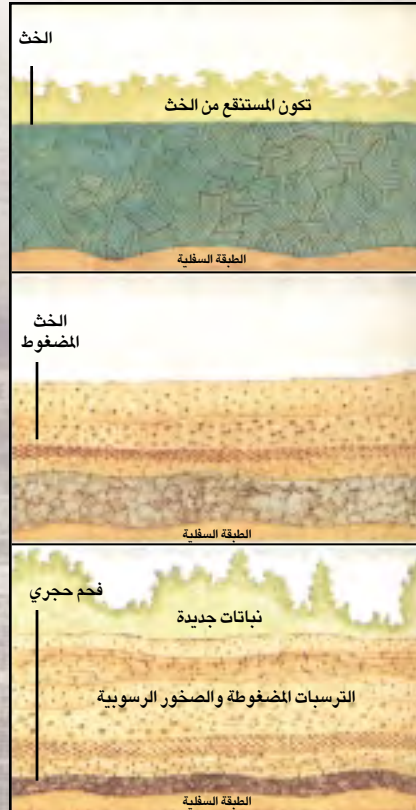 الخث
تكون المستنقع من الخث
الطبقة السفلية
الخث
المضغوط
الطبقة السفلية
فحم حجري
نباتات جديدة
الترسبات المضغوطة والصخور الرسوبية
الطبقة السفلية